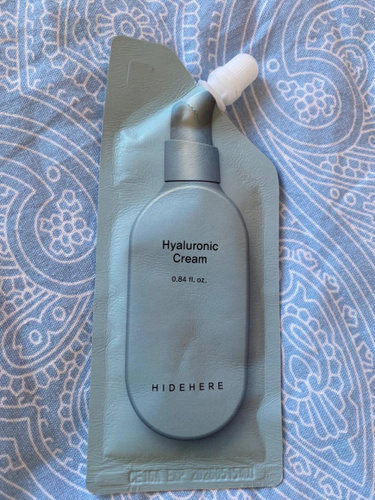 Hyaluronic
Cream
0.84 fl. oz.
HIDEHERE